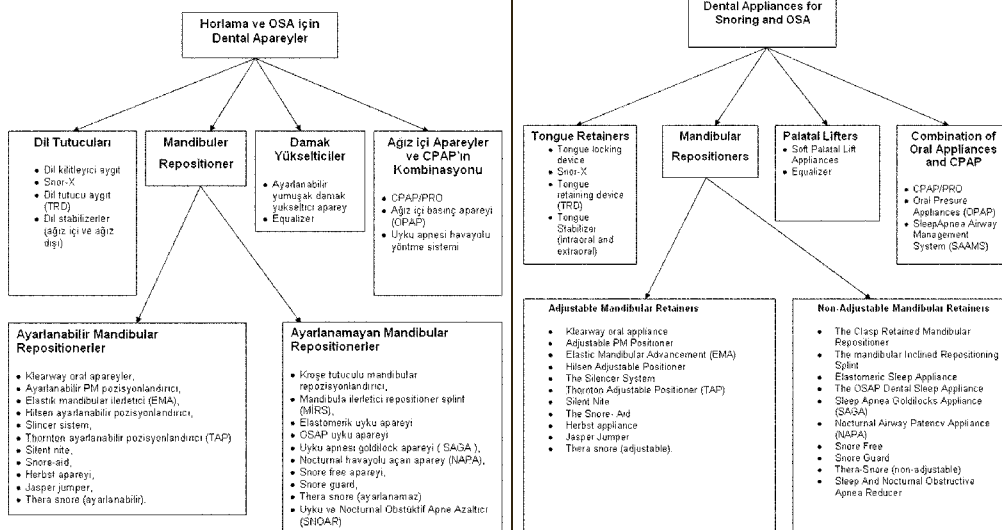 Horlama ve OSA için
Dental Apareyler
Dil Tutucuları
• Dil kilitleyici aygıt
• Snor-X
• Dil tutucu aygıt
(TRD)
• Dil stabilizerler
(ağız içi ve ağız
dışı)
Mandibuler
Repositioner
Damak
Yükselticiler
• Ayarlanabilir
yumuşak damak
yükseltici aparey
• Equalizer
Ağız içi Apareyler
ve CPAP'ın
Kombinasyonu
• CPAP/PRO
• Ağız içi basınç apareyi
(OPAP)
• Uyku apnesi havayolu
yöntme sistemi
Ayarlanabilir Mandibular
Repositionerler
• Klearway oral apareyler,
• Ayarlanabilir PM pozisyonlandırıcı,
• Elastik mandibular ilerletici (EMA),
• Hilsen ayarlanabilir pozisyonlandırıcı,
• Slincer sistem,
• Thornton ayarlanabilir pozisyonlandırıcı (TAP)
• Silent nite,
• Snore-aid,
• Herbst apareyi,
• Jasper jumper,
• Thera snore (ayarlanabilir).
Ayarlanamayan Mandibular
Repositionerler
• Kroşe tutuculu mandibular
repozisyonlandırıcı,
• Mandibula ilerletici repositioner splint
(MİRS),
• Elastomerik uyku apareyi
• OSAP uyku apareyi
• Uyku apnesi goldilock apareyi ( SAGA ),
• Nocturnal havayolu açan aparey (NAPA),
• Snore free apareyi,
• Snore guard,
• Thera snore (ayarlanamaz)
• Uyku ve Nocturnal Obstüktif Apne Azaltıcı
(SNOAR)
Dental Appliances for
Snoring and OSA
Tongue Retainers
• Tongue locking
device
• Snor-X
• Tongue
retaining device
(TRD)
• Tongue
Stabilizer
(intraoral and
extraoral)
Mandibular
Repositioners
Palatal Lifters
• Soft Palatal Lift
Appliances
• Equalizer
Combination of
Oral Appliances
and CPAP
• CPAP/PRO
• Oral Presure
Appliances (OPAP)
• SleepApnea Airway
Management
System (SAAMS)
Adjustable Mandibular Retainers
• Klearway oral appliance
• Adjustable PM Positioner
• Elastic Mandibular Advancement (EMA)
• Hilsen Adjustable Positioner
• The Silencer System
• Thornton Adjustable Positioner (TAP)
• Silent Nite
• The Snore- Aid
• Herbst appliance
• Jasper Jumper
• Thera snore (adjustable).
Non-Adjustable Mandibular Retainers
• The Clasp Retained Mandibular
Repositioner
• The mandibular Inclined Repositioning
Splint
• Elastomeric Sleep Appliance
• The OSAP Dental Sleep Appliance
• Sleep Apnea Goldilocks Appliance
(SAGA)
• Nocturnal Airway Patency Appliance
(NAPA)
• Snore Free
• Snore Guard
• Thera-Snore (non-adjustable)
• Sleep And Nocturnal Obstructive
Apnea Reducer